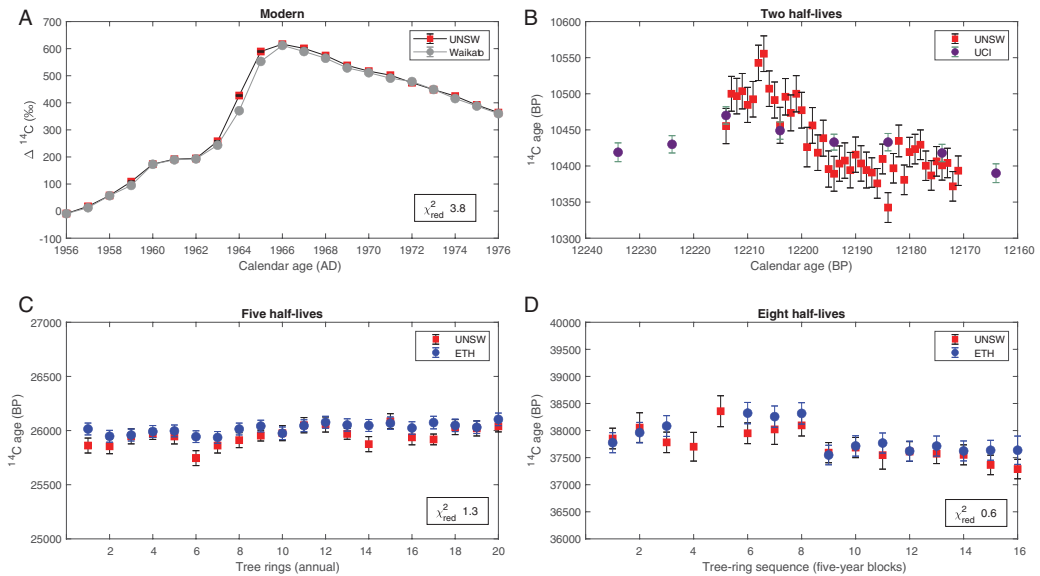 A
Modern
700
600
500
400
300
200
100
0
-100
Δ ¹⁴C (‰)
UNSW
Waikato
χ²red 3.8
1956 1958 1960 1962 1964 1966 1968 1970 1972 1974 1976
Calendar age (AD)
B
Two half-lives
10600
10550
10500
10450
10400
10350
10300
¹⁴C age (BP)
UNSW
UCI
12240 12230 12220 12210 12200 12190 12180 12170 12160
Calendar age (BP)
C
Five half-lives
27000
26500
26000
25500
25000
¹⁴C age (BP)
UNSW
ETH
χ²red 1.3
2 4 6 8 10 12 14 16 18 20
Tree rings (annual)
D
Eight half-lives
40000
39500
39000
38500
38000
37500
37000
36500
36000
¹⁴C age (BP)
UNSW
ETH
χ²red 0.6
2 4 6 8 10 12 14 16
Tree-ring sequence (five-year blocks)